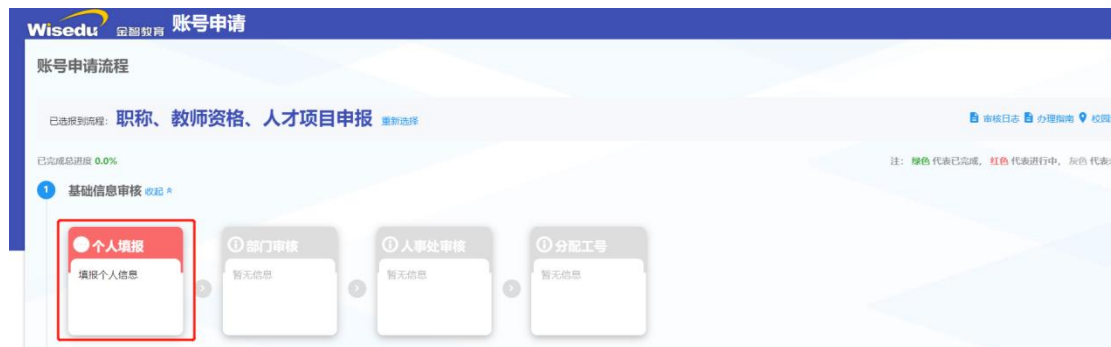 Wisedu 金智教育 账号申请
账号申请流程
已选报到流程: 职称、教师资格、人才项目申报 重新选择
审核日志 办理指南 校园
已完成总进度 0.0%
注: 绿色 代表已完成, 红色 代表进行中, 灰色 代表
1 基础信息审核 收起
个人填报
填报个人信息
部门审核
暂无信息
人事处审核
暂无信息
分配工号
暂无信息